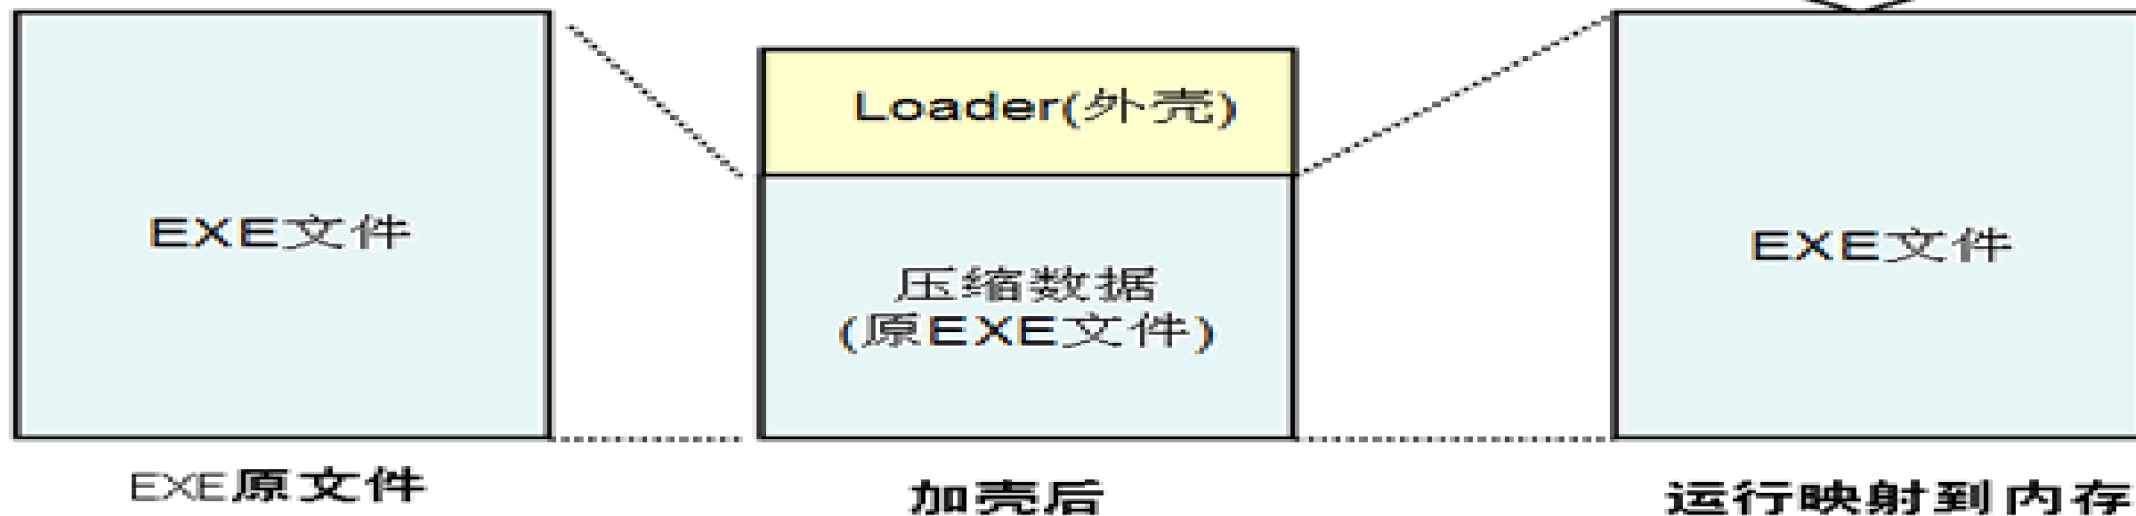 EXE文件
Loader(外壳)
压缩数据
(原EXE文件)
EXE文件
EXE原文件
加壳后
运行映射到内存